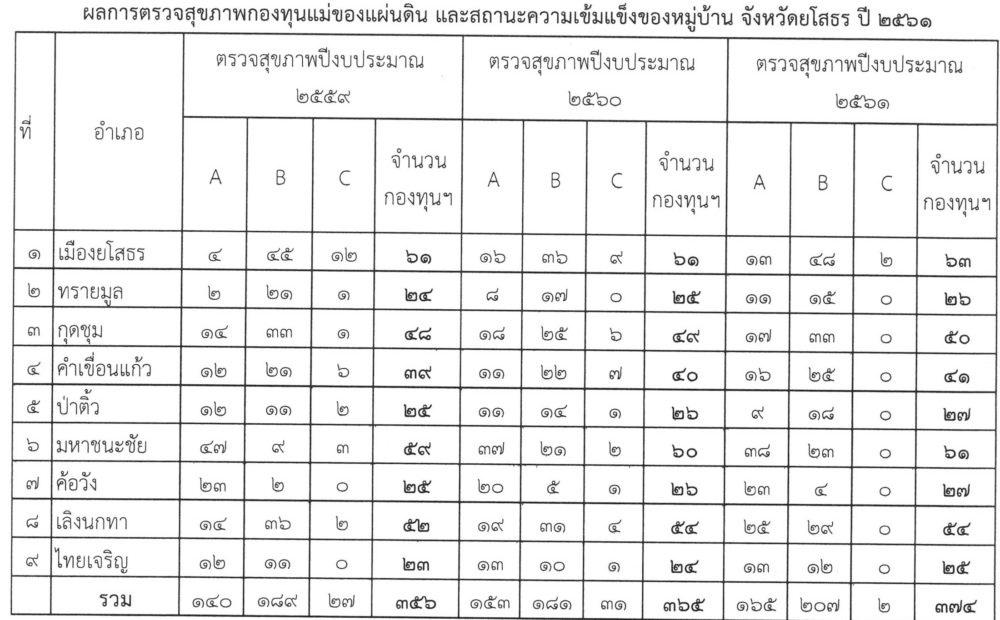 ผลการตรวจสุขภาพกองทุนแม่ของแผ่นดิน และสถานะความเข้มแข็งของหมู่บ้าน จังหวัดยโสธร ปี ๒๕๖๑
ที่ อำเภอ ตรวจสุขภาพปีงบประมาณ ๒๕๕๙ ตรวจสุขภาพปีงบประมาณ ๒๕๖๐ ตรวจสุขภาพปีงบประมาณ ๒๕๖๑
A B C จำนวนกองทุนฯ A B C จำนวนกองทุนฯ A B C จำนวนกองทุนฯ
๑ เมืองยโสธร ๔ ๔๕ ๑๒ ๖๑ ๑๖ ๓๖ ๙ ๖๑ ๑๓ ๔๘ ๒ ๖๓
๒ ทรายมูล ๒ ๒๑ ๑ ๒๔ ๘ ๑๗ ๐ ๒๕ ๑๑ ๑๕ ๐ ๒๖
๓ กุดชุม ๑๔ ๓๓ ๑ ๔๘ ๑๘ ๒๕ ๖ ๔๙ ๑๗ ๓๓ ๐ ๕๐
๔ คำเขื่อนแก้ว ๑๒ ๒๑ ๖ ๓๙ ๑๑ ๒๒ ๗ ๔๐ ๑๖ ๒๕ ๐ ๔๑
๕ ป่าติ้ว ๑๒ ๑๑ ๒ ๒๕ ๑๑ ๑๔ ๑ ๒๖ ๙ ๑๘ ๐ ๒๗
๖ มหาชนะชัย ๔๗ ๙ ๓ ๕๙ ๓๗ ๒๑ ๒ ๖๐ ๓๘ ๒๓ ๐ ๖๑
๗ ค้อวัง ๒๓ ๒ ๐ ๒๕ ๒๐ ๕ ๑ ๒๖ ๒๓ ๔ ๐ ๒๗
๘ เลิงนกทา ๑๔ ๓๖ ๒ ๕๒ ๑๙ ๓๑ ๔ ๕๔ ๒๕ ๒๙ ๐ ๕๔
๙ ไทยเจริญ ๑๒ ๑๑ ๐ ๒๓ ๑๓ ๑๐ ๑ ๒๔ ๑๓ ๑๒ ๐ ๒๕
รวม ๑๔๐ ๑๘๙ ๒๗ ๓๕๖ ๑๕๓ ๑๘๑ ๓๑ ๓๖๕ ๑๖๕ ๒๐๗ ๒ ๓๗๔